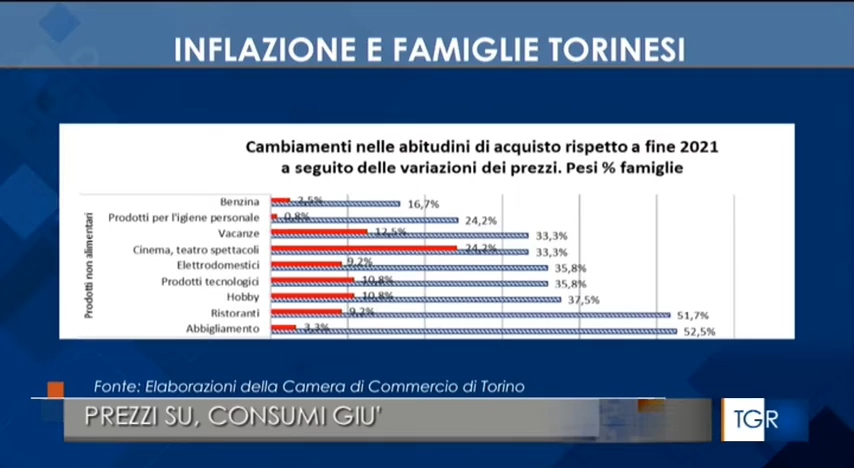 INFLAZIONE E FAMIGLIE TORINESI
Cambiamenti nelle abitudini di acquisto rispetto a fine 2021
a seguito delle variazioni dei prezzi. Pesi % famiglie
Prodotti non alimentari
Benzina 2,5% 16,7%
Prodotti per l'igiene personale 0,8% 24,2%
Vacanze 12,5% 33,3%
Cinema, teatro spettacoli 24,2% 33,3%
Elettrodomestici 9,2% 35,8%
Prodotti tecnologici 10,8% 35,8%
Hobby 10,8% 37,5%
Ristoranti 9,2% 51,7%
Abbigliamento 3,3% 52,5%
Fonte: Elaborazioni della Camera di Commercio di Torino
PREZZI SU, CONSUMI GIU'
TGR